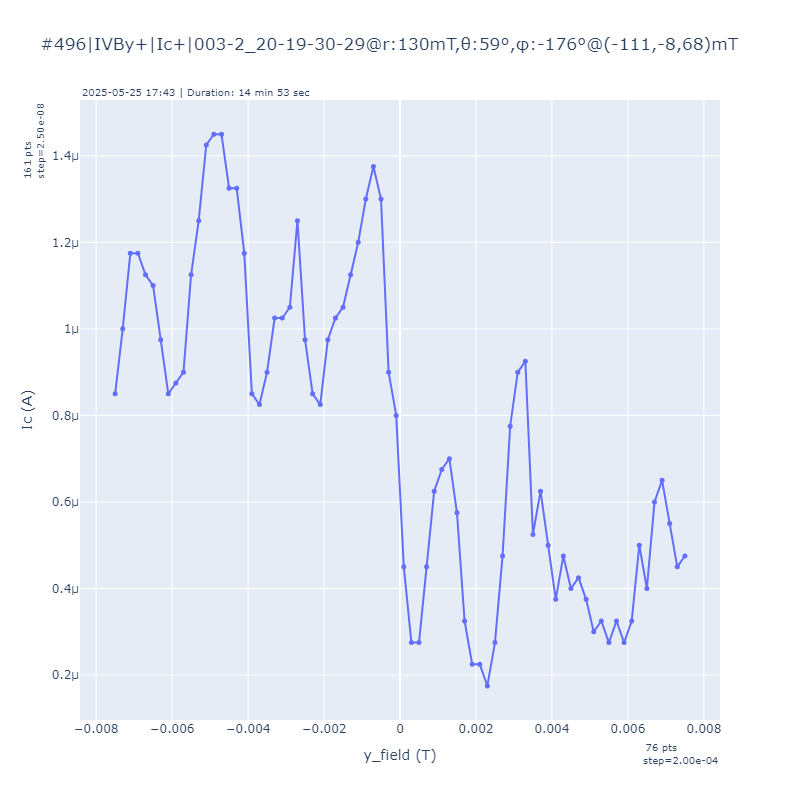 #496|IVBy+|Ic+|003-2_20-19-30-29@r:130mT,θ:59°,φ:-176°@(-111,-8,68)mT
2025-05-25 17:43 | Duration: 14 min 53 sec
161 pts
step=2.50e-08
1.4μ
1.2μ
1μ
0.8μ
0.6μ
0.4μ
0.2μ
Ic (A)
−0.008
−0.006
−0.004
−0.002
0
0.002
0.004
0.006
0.008
y_field (T)
76 pts
step=2.00e-04